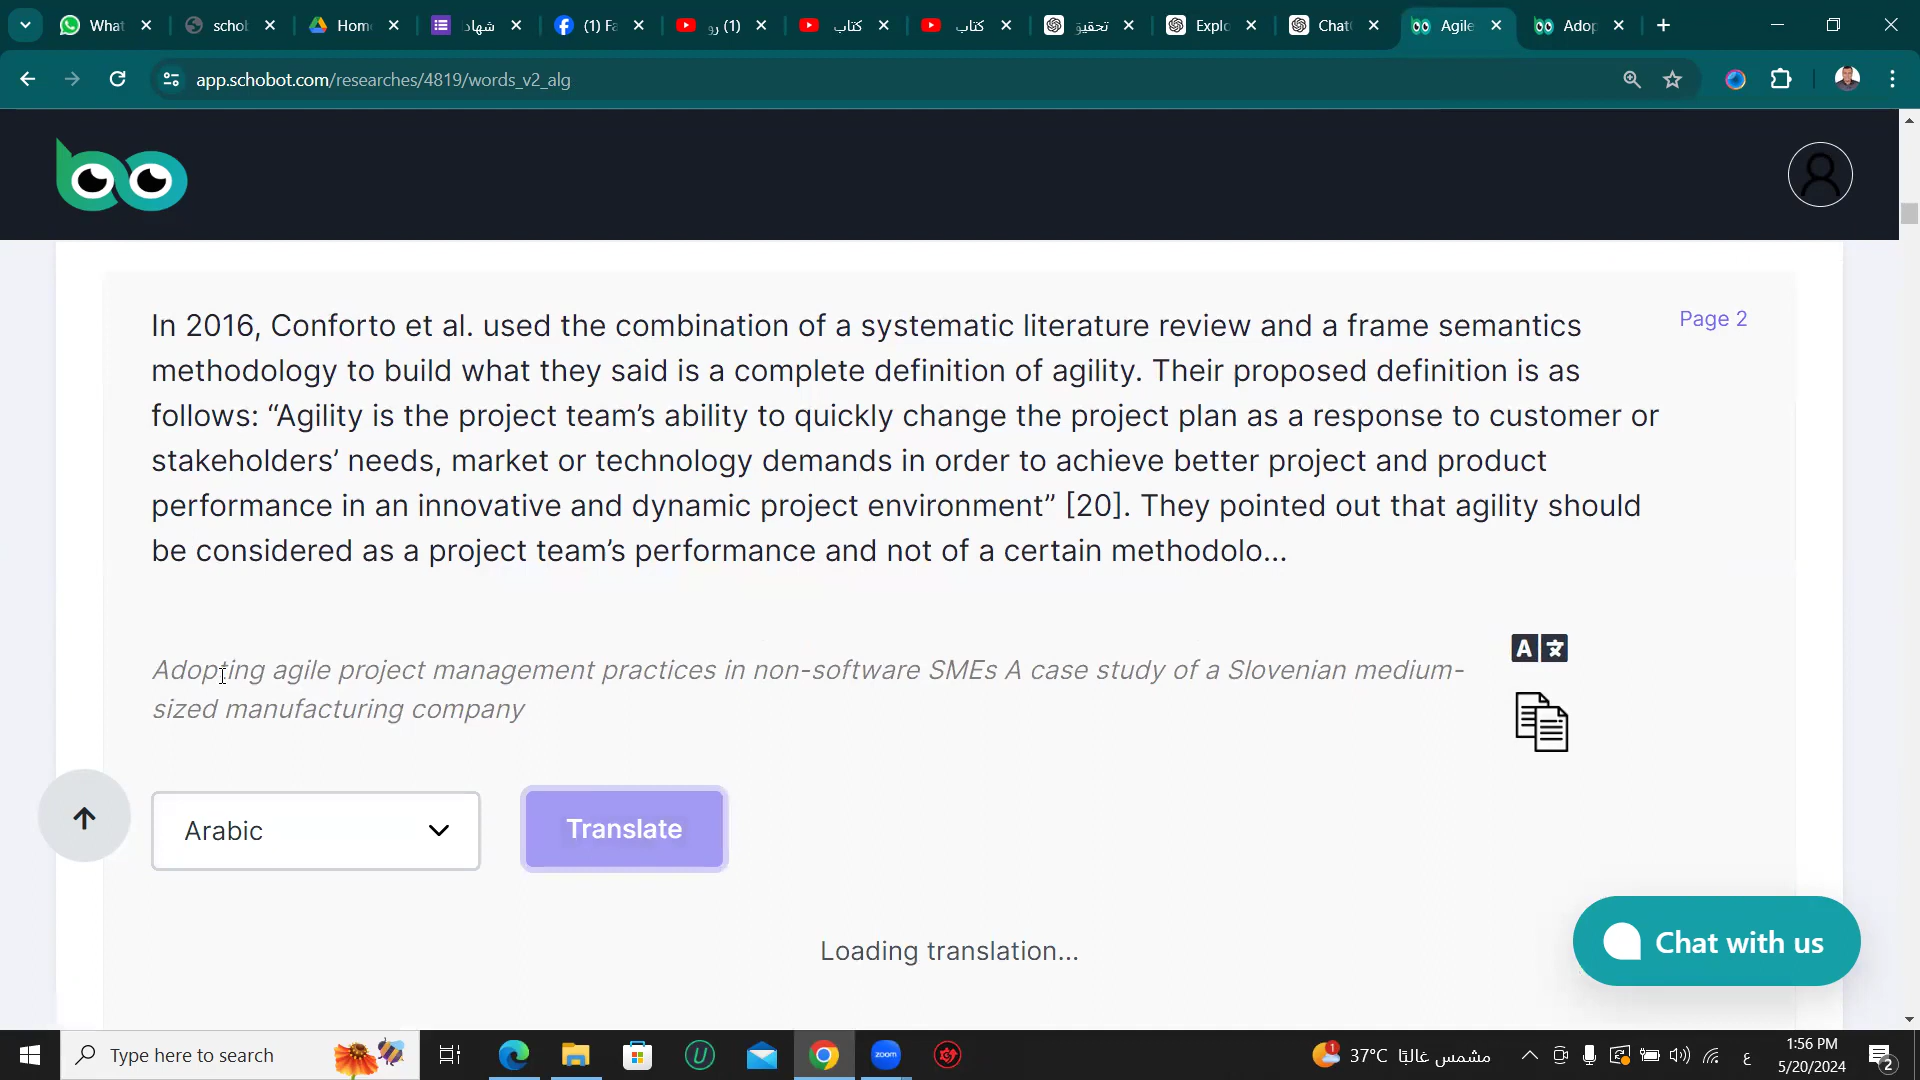 What
schol
Home
شهاد
(1) Fa
(1) رو
كتاب
كتاب
تحقيق
Explo
Chat
Agile
Adop
app.schobot.com/researches/4819/words_v2_alg
In 2016, Conforto et al. used the combination of a systematic literature review and a frame semantics
methodology to build what they said is a complete definition of agility. Their proposed definition is as
follows: “Agility is the project team’s ability to quickly change the project plan as a response to customer or
stakeholders’ needs, market or technology demands in order to achieve better project and product
performance in an innovative and dynamic project environment” [20]. They pointed out that agility should
be considered as a project team’s performance and not of a certain methodolo...
Page 2
Adopting agile project management practices in non-software SMEs A case study of a Slovenian medium-
sized manufacturing company
A
Arabic
Translate
Loading translation...
Chat with us
Type here to search
zoom
1
37°C مشمس غالبًا
ع
1:56 PM
5/20/2024
2